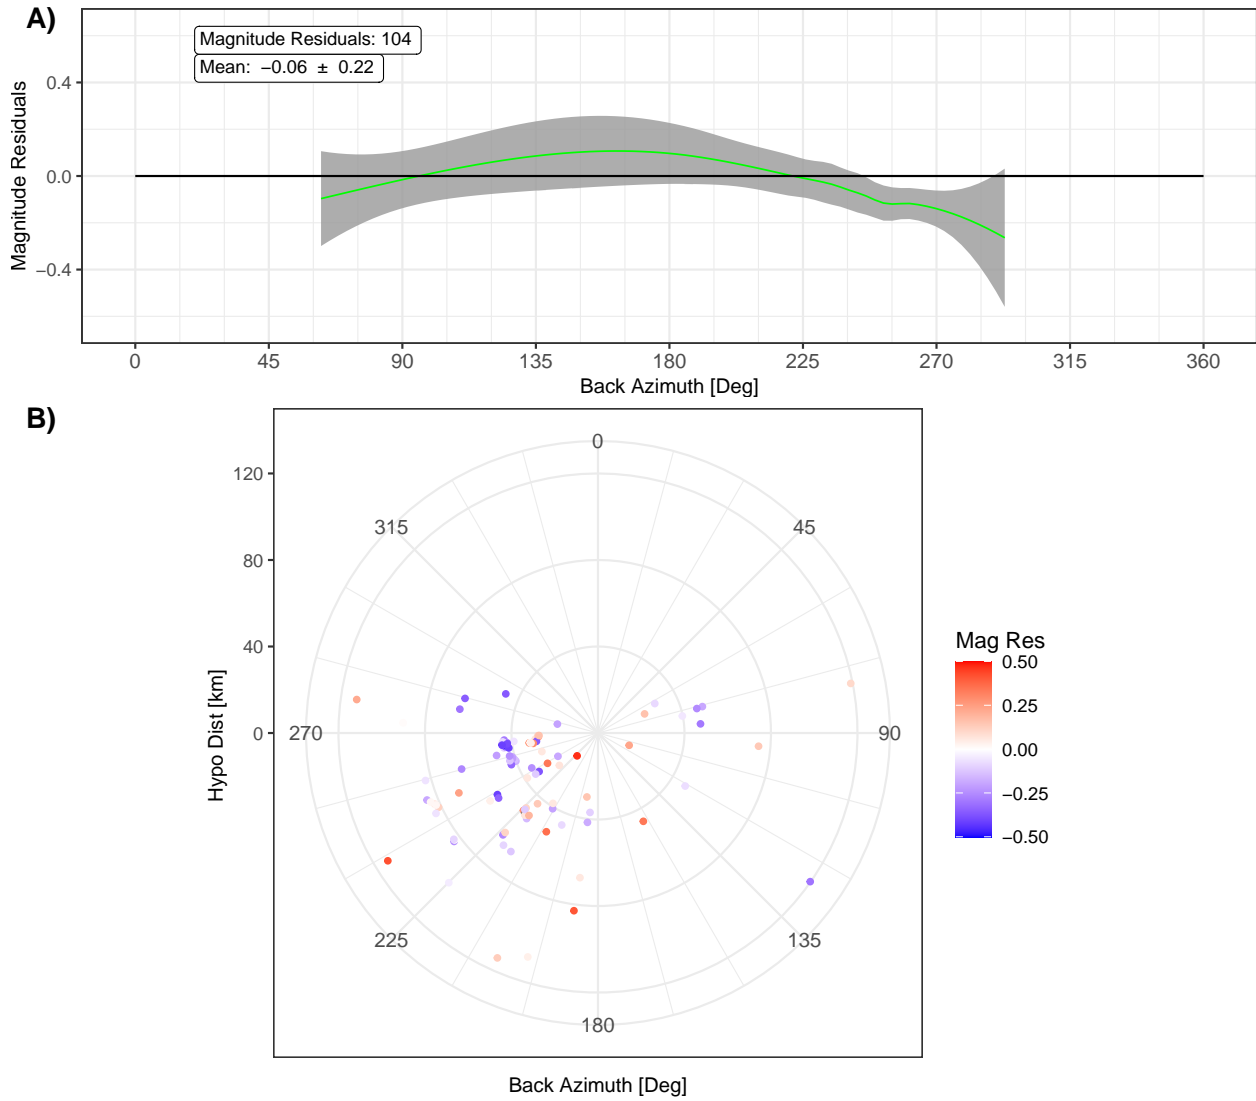 A)
Magnitude Residuals: 104
Mean:  −0.06  ±  0.22
Magnitude Residuals
0.4
0.0
−0.4
0 45 90 135 180 225 270 315 360
Back Azimuth [Deg]
B)
0
45
90
135
180
225
270
315
120
80
40
0
Hypo Dist [km]
Back Azimuth [Deg]
Mag Res
0.50
0.25
0.00
−0.25
−0.50